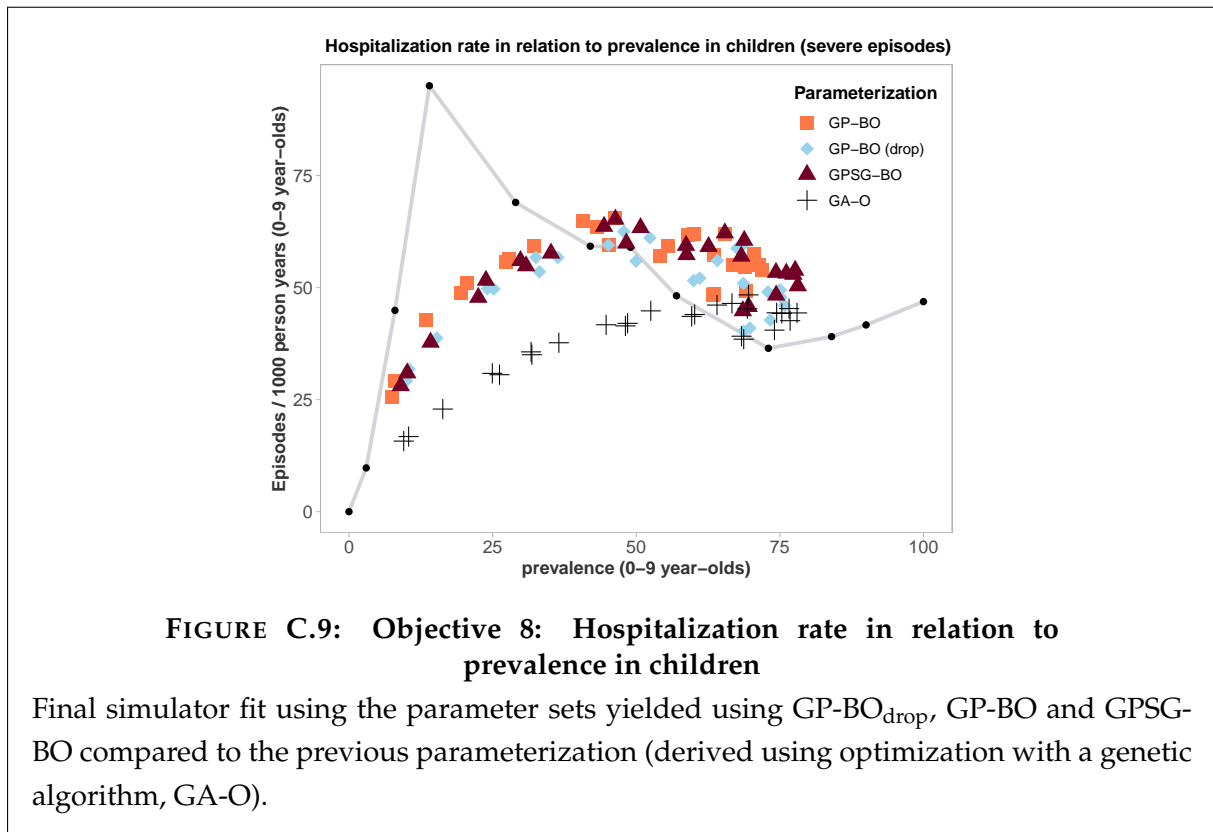 Hospitalization rate in relation to prevalence in children (severe episodes)
Episodes / 1000 person years (0−9 year−olds)
75
50
25
0
Parameterization
GP−BO
GP−BO (drop)
GPSG−BO
GA−O
0 25 50 75 100
prevalence (0−9 year−olds)
FIGURE C.9: Objective 8: Hospitalization rate in relation to
prevalence in children
Final simulator fit using the parameter sets yielded using GP-BOdrop, GP-BO and GPSG-
BO compared to the previous parameterization (derived using optimization with a genetic
algorithm, GA-O).